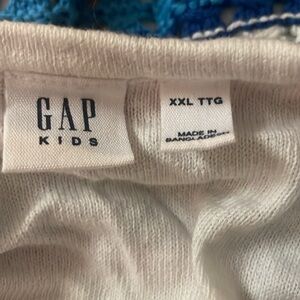 GAP
KIDS
XXL TTG
MADE IN
BANGLADESH